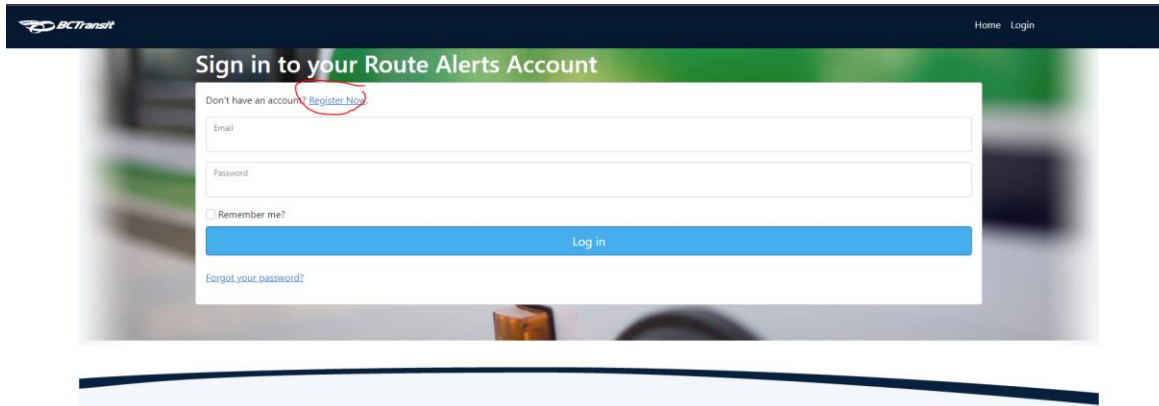 BCTransit
Home Login
Sign in to your Route Alerts Account
Don't have an account? Register Now.
Email
Password
Remember me?
Log in
Forgot your password?